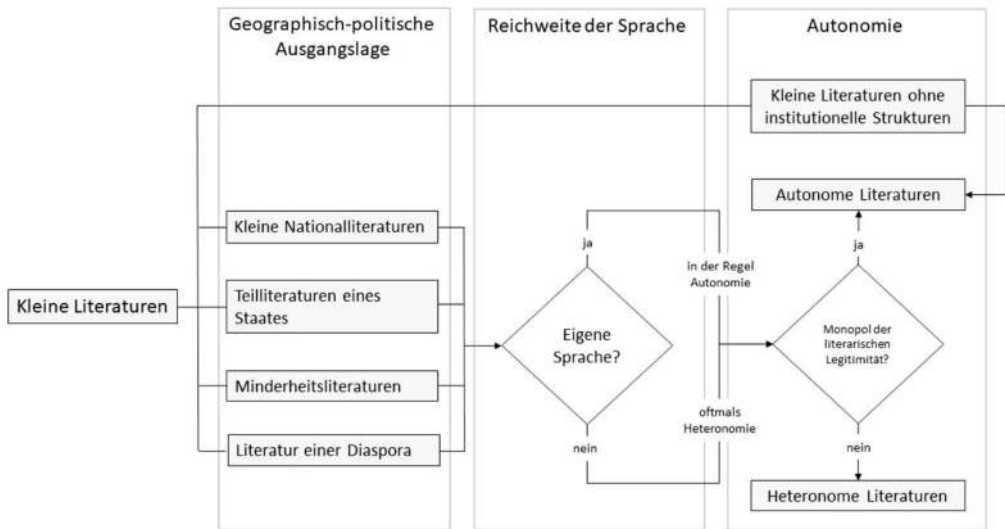 Geographisch-politische
Ausgangslage
Reichweite der Sprache
Autonomie
Kleine Literaturen ohne
institutionelle Strukturen
Autonome Literaturen
Kleine Nationalliteraturen
ja
ja
in der Regel
Autonomie
Kleine Literaturen
Teilliteraturen eines
Staates
Eigene
Sprache?
Monopol der
literarischen
Legitimität?
Minderheitsliteraturen
oftmals
Heteronomie
Literatur einer Diaspora
nein
nein
Heteronome Literaturen